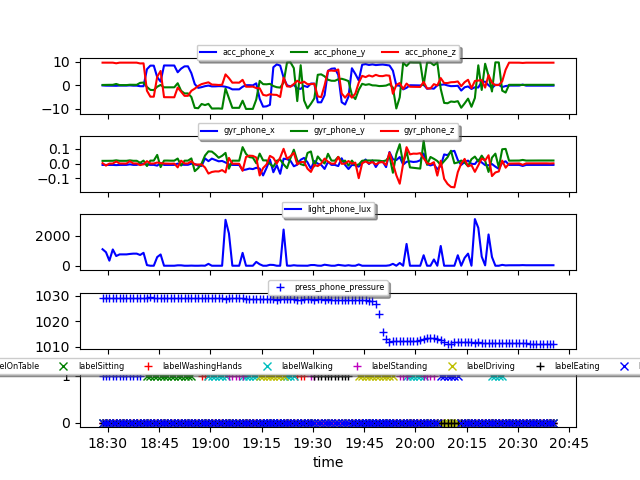 acc_phone_x acc_phone_y acc_phone_z
10
0
−10
gyr_phone_x gyr_phone_y gyr_phone_z
0.1
0.0
−0.1
light_phone_lux
2000
0
press_phone_pressure
1030
1020
1010
elOnTable labelSitting labelWashingHands labelWalking labelStanding labelDriving labelEating
1
0
18:30 18:45 19:00 19:15 19:30 19:45 20:00 20:15 20:30 20:45
time